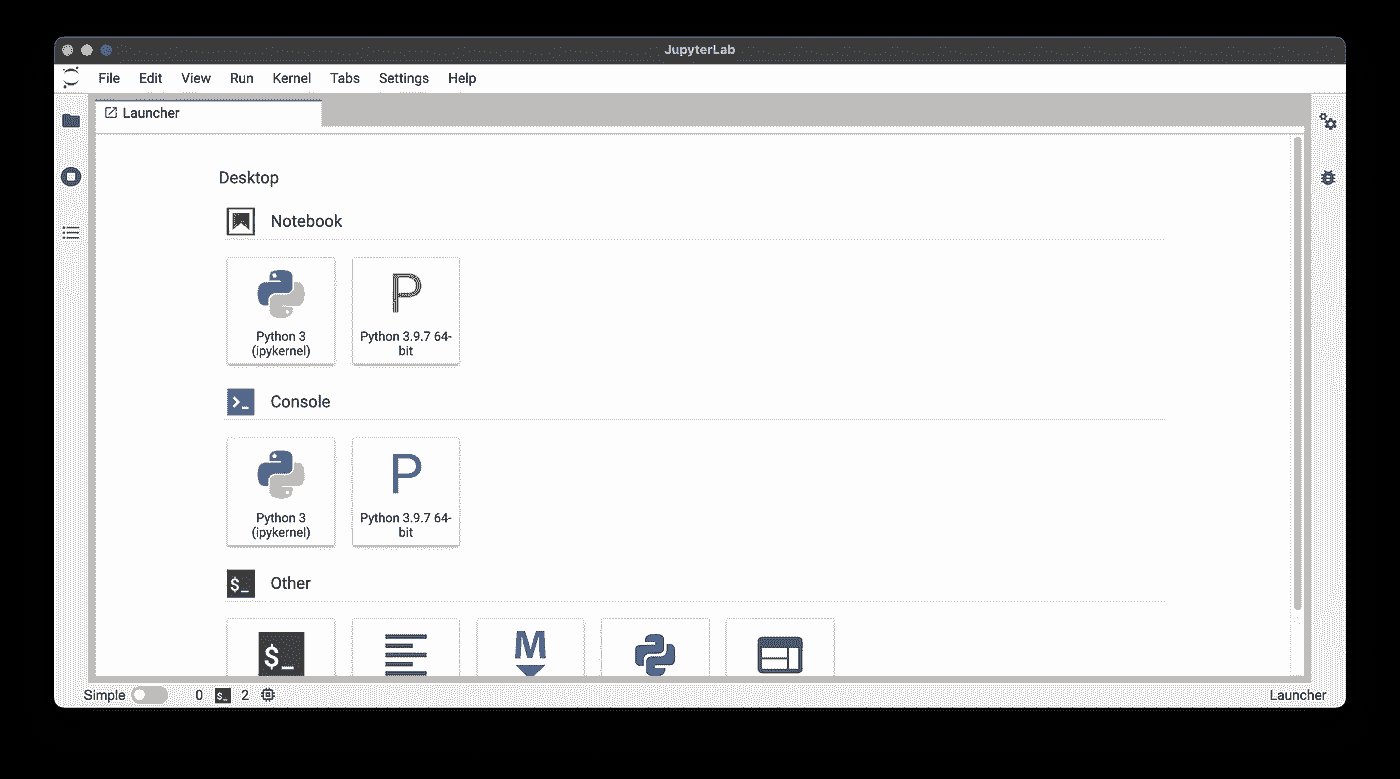 JupyterLab
File Edit View Run Kernel Tabs Settings Help
Launcher
Desktop
Notebook
Python 3
(ipykernel)
Python 3.9.7 64-
bit
Console
Python 3
(ipykernel)
Python 3.9.7 64-
bit
Other
Simple 0 2 Launcher